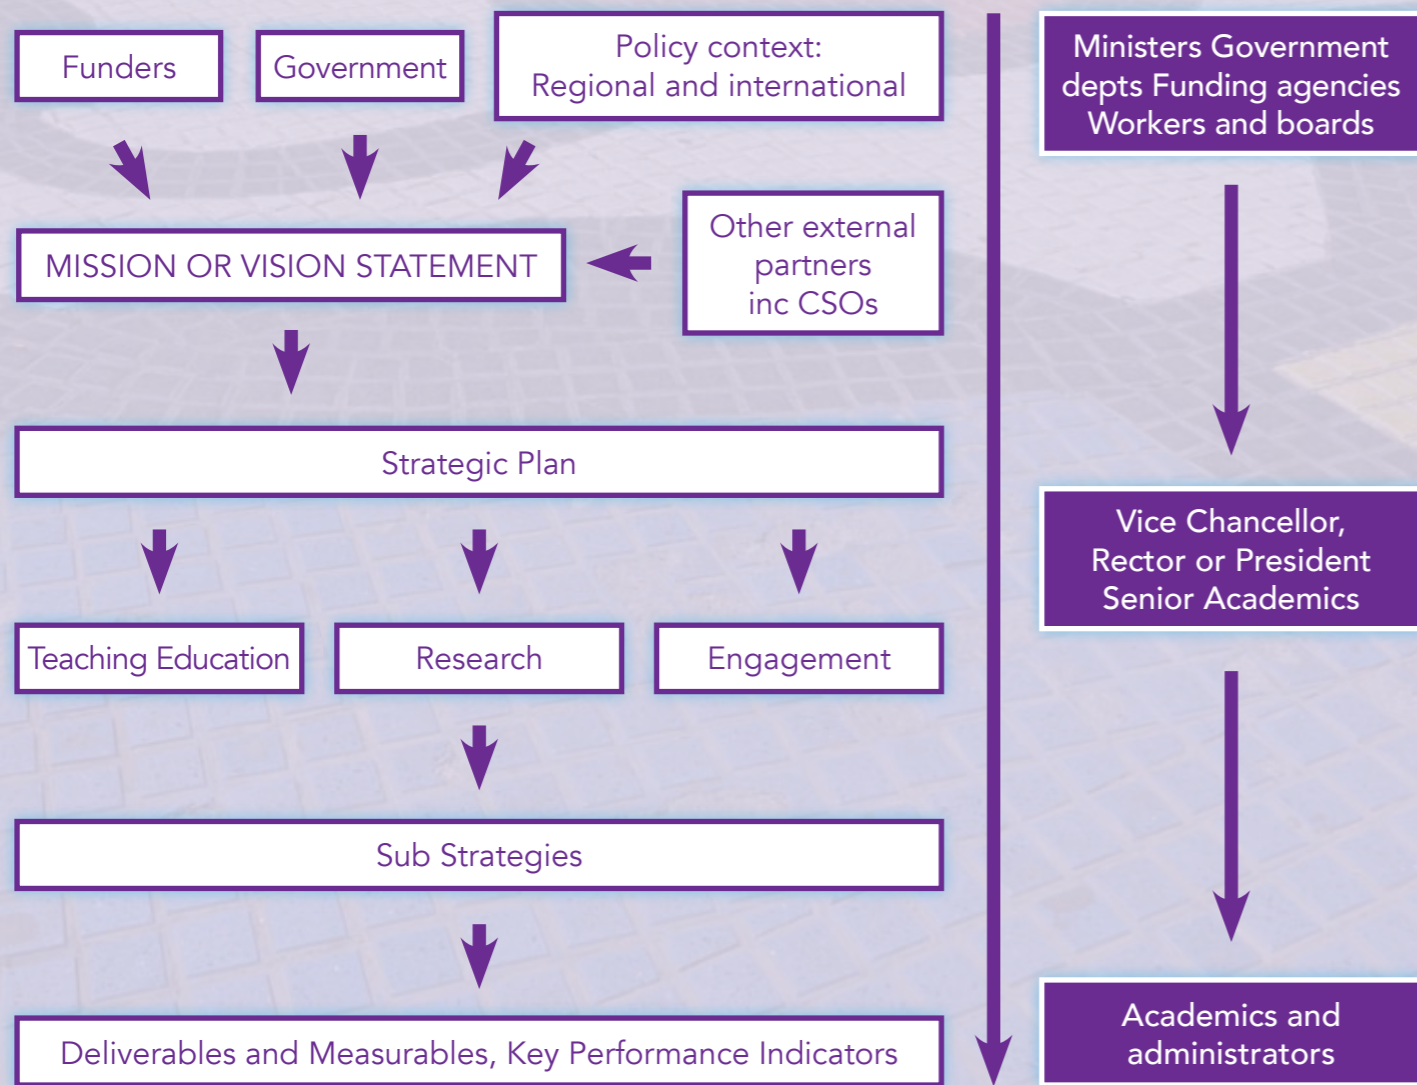 Funders
Government
Policy context:
Regional and international
MISSION OR VISION STATEMENT
Other external
partners
inc CSOs
Strategic Plan
Teaching Education
Research
Engagement
Sub Strategies
Deliverables and Measurables, Key Performance Indicators
Ministers Government
depts Funding agencies
Workers and boards
Vice Chancellor,
Rector or President
Senior Academics
Academics and
administrators